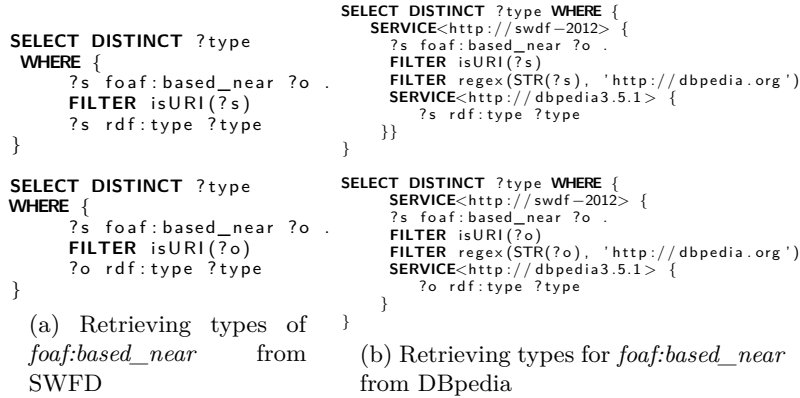 SELECT DISTINCT ?type
WHERE {
?s foaf:based_near ?o .
FILTER isURI(?s)
?s rdf:type ?type
}
SELECT DISTINCT ?type
WHERE {
?s foaf:based_near ?o .
FILTER isURI(?o)
?o rdf:type ?type
}
(a) Retrieving types of
foaf:based_near from
SWFD
SELECT DISTINCT ?type WHERE {
SERVICE<http://swdf-2012> {
?s foaf:based_near ?o .
FILTER isURI(?s)
FILTER regex(STR(?s), 'http://dbpedia.org')
SERVICE<http://dbpedia3.5.1> {
?s rdf:type ?type
}}
}
SELECT DISTINCT ?type WHERE {
SERVICE<http://swdf-2012> {
?s foaf:based_near ?o .
FILTER isURI(?o)
FILTER regex(STR(?o), 'http://dbpedia.org')
SERVICE<http://dbpedia3.5.1> {
?o rdf:type ?type
}
}
(b) Retrieving types for foaf:based_near
from DBpedia